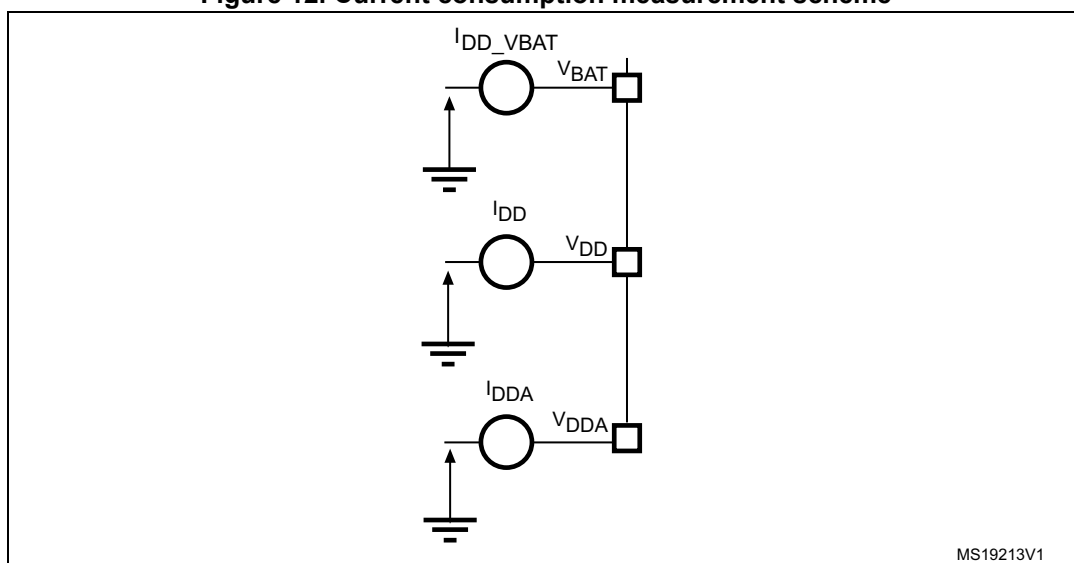 Figure 12. Current consumption measurement scheme
IDD_VBAT
VBAT
IDD
VDD
IDDA
VDDA
MS19213V1